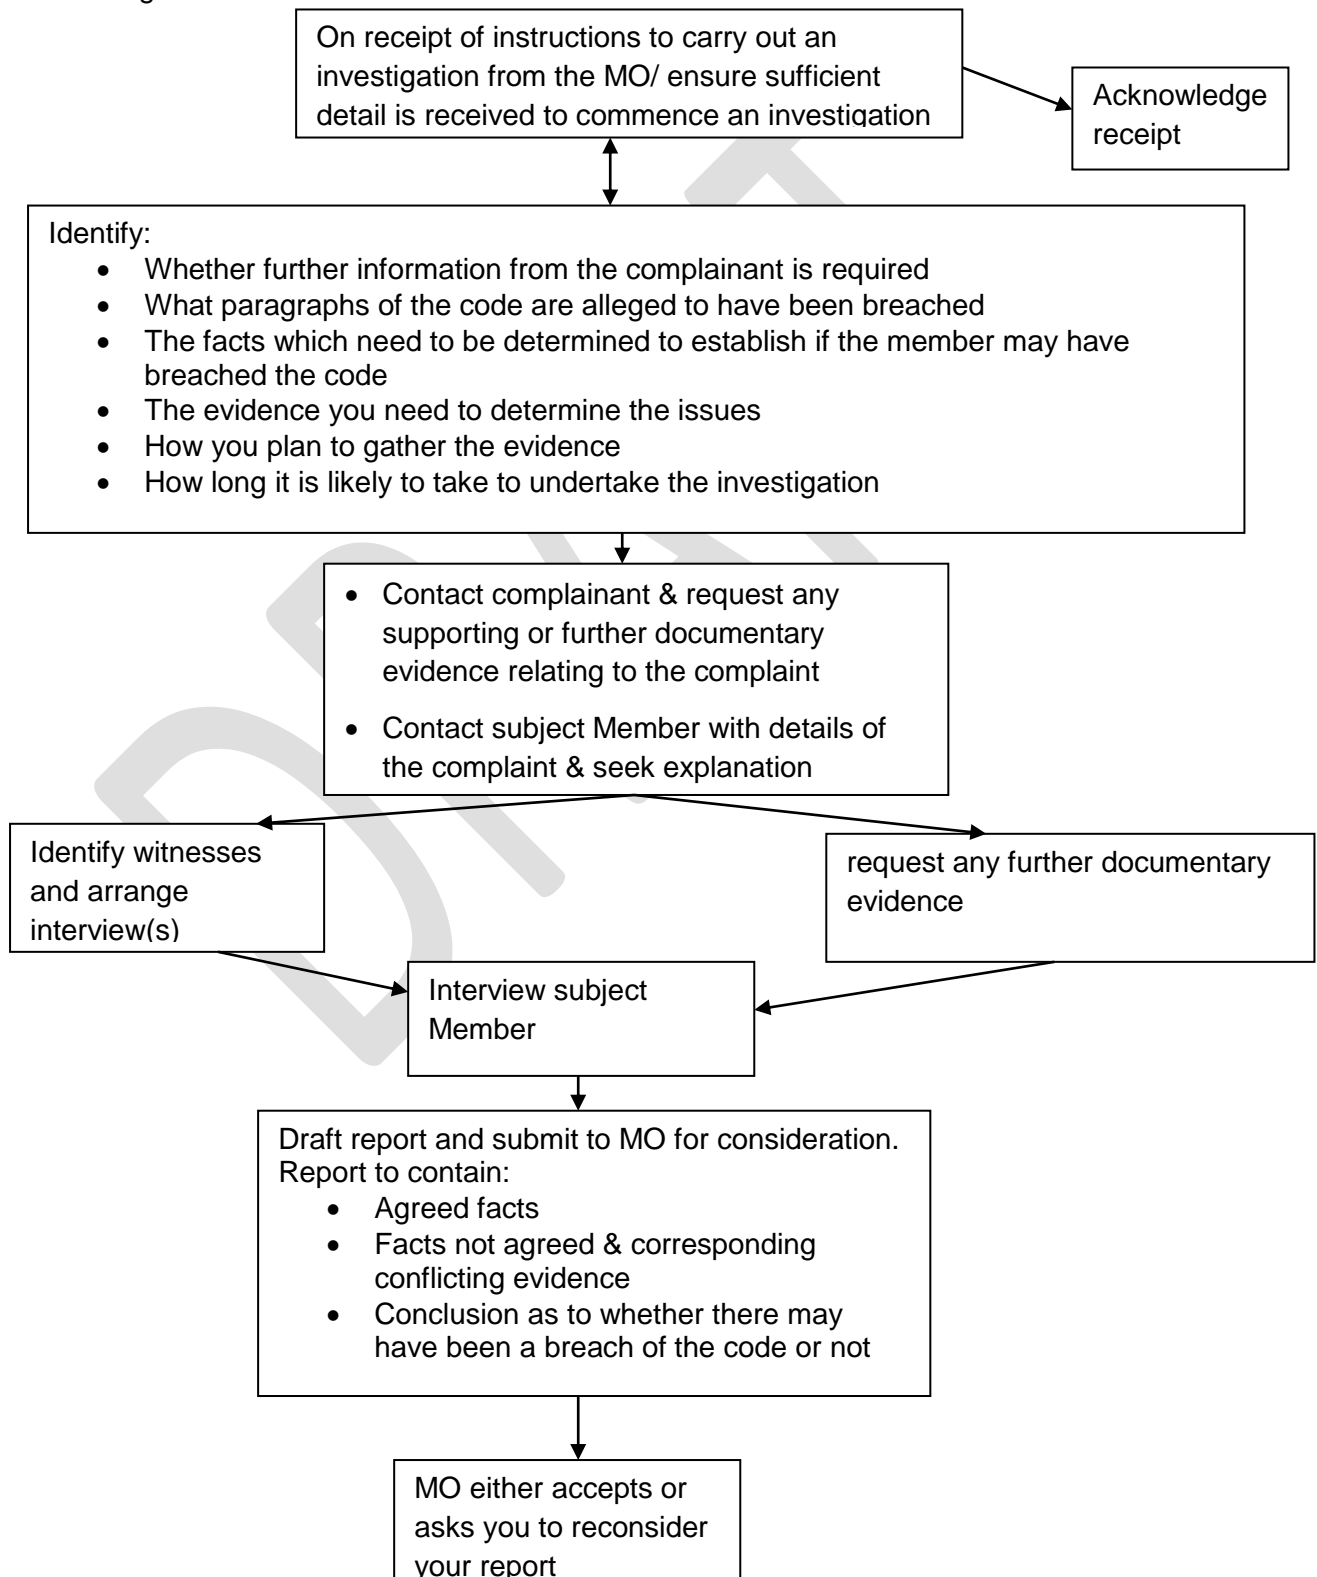 On receipt of instructions to carry out an
investigation from the MO/ ensure sufficient
detail is received to commence an investigation
Acknowledge
receipt
Identify:
• Whether further information from the complainant is required
• What paragraphs of the code are alleged to have been breached
• The facts which need to be determined to establish if the member may have
breached the code
• The evidence you need to determine the issues
• How you plan to gather the evidence
• How long it is likely to take to undertake the investigation
• Contact complainant & request any
supporting or further documentary
evidence relating to the complaint
• Contact subject Member with details of
the complaint & seek explanation
Identify witnesses
and arrange
interview(s)
request any further documentary
evidence
Interview subject
Member
Draft report and submit to MO for consideration.
Report to contain:
• Agreed facts
• Facts not agreed & corresponding
conflicting evidence
• Conclusion as to whether there may
have been a breach of the code or not
MO either accepts or
asks you to reconsider
your report
DRAFT